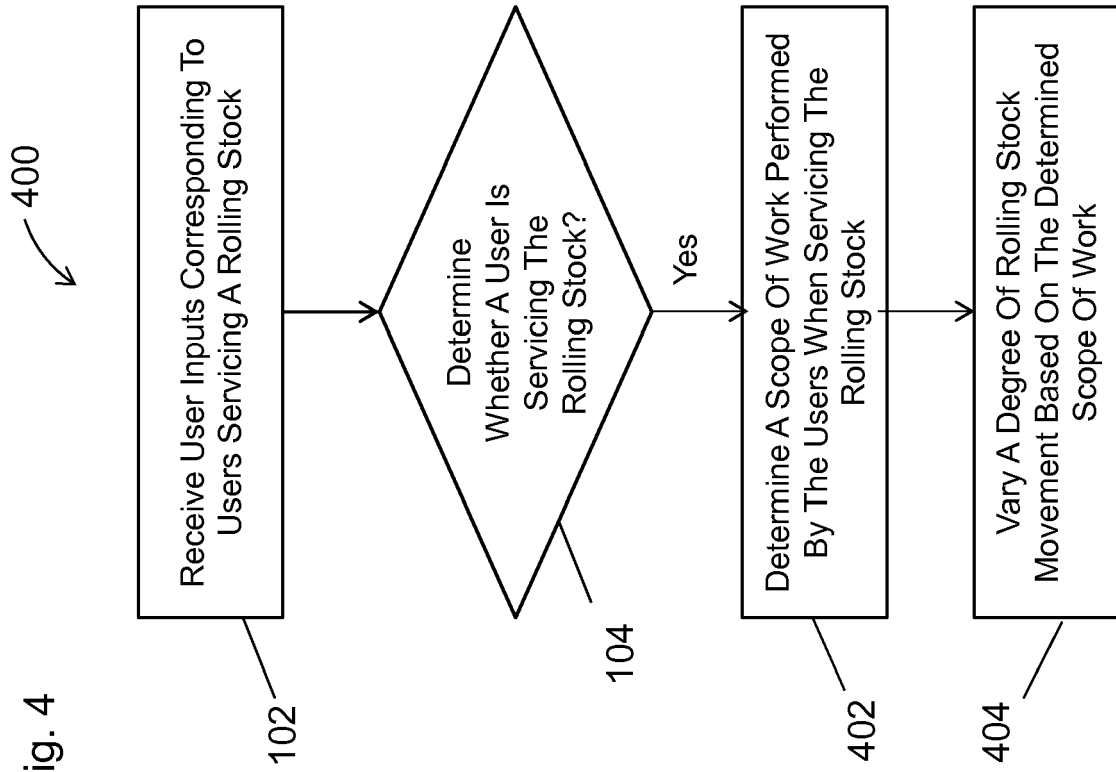 400
Receive User Inputs Corresponding To
Users Servicing A Rolling Stock
102
Determine
Whether A User Is
Servicing The
Rolling Stock?
104
Yes
Determine A Scope Of Work Performed
By The Users When Servicing The
Rolling Stock
402
Vary A Degree Of Rolling Stock
Movement Based On The Determined
Scope Of Work
404
ig. 4